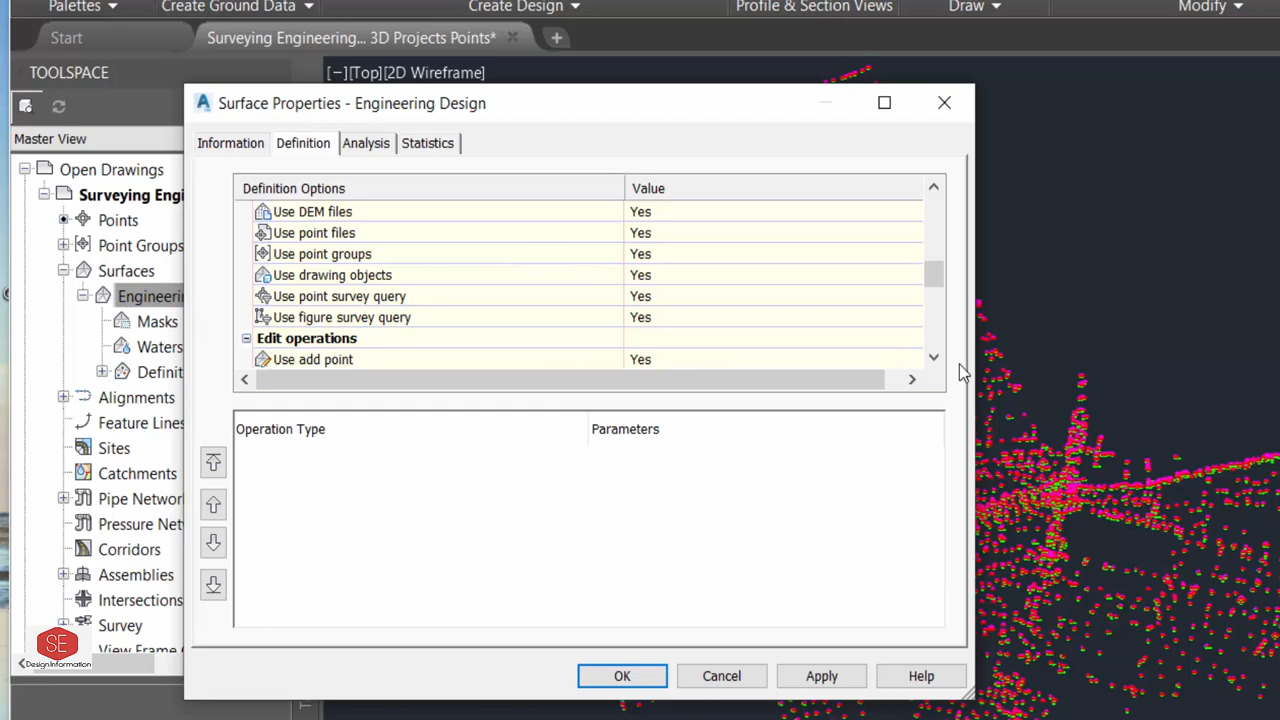 Palettes
Create Ground Data
Create Design
Profile & Section Views
Draw
Modify
Start
Surveying Engineering... 3D Projects Points*
TOOLSPACE
[−][Top][2D Wireframe]
Surface Properties - Engineering Design
Master View
Information
Definition
Analysis
Statistics
Open Drawings
Surveying Engi
Points
Point Groups
Surfaces
Engineerin
Masks
Waters
Definit
Alignments
Feature Lines
Sites
Catchments
Pipe Networ
Pressure Net
Corridors
Assemblies
Intersections
Survey
View Frame G
Definition Options
Value
Use DEM files
Yes
Use point files
Yes
Use point groups
Yes
Use drawing objects
Yes
Use point survey query
Yes
Use figure survey query
Yes
Edit operations
Use add point
Yes
Operation Type
Parameters
SE
Design Information
OK
Cancel
Apply
Help